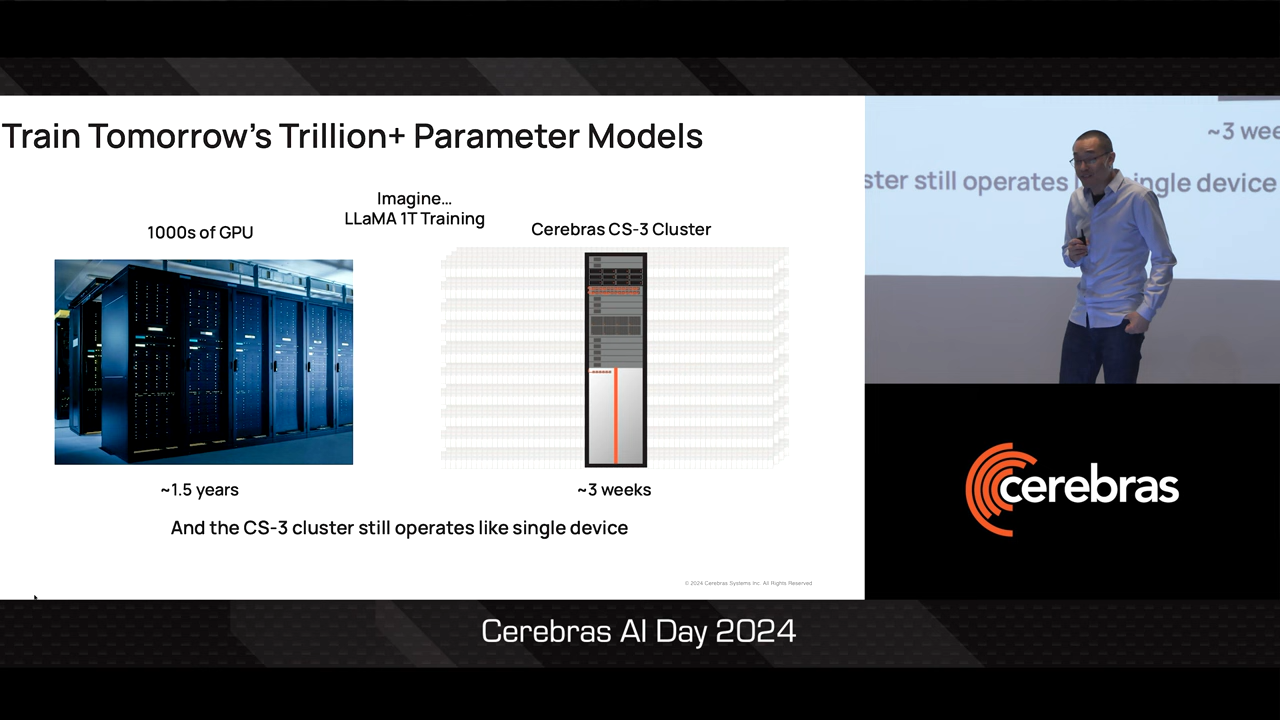 Train Tomorrow's Trillion+ Parameter Models
Imagine...
LLaMA 1T Training
1000s of GPU
Cerebras CS-3 Cluster
~1.5 years
~3 weeks
And the CS-3 cluster still operates like single device
© 2024 Cerebras Systems Inc. All Rights Reserved
~3 wee
ster still operates
ingle device
cerebras
Cerebras AI Day 2024